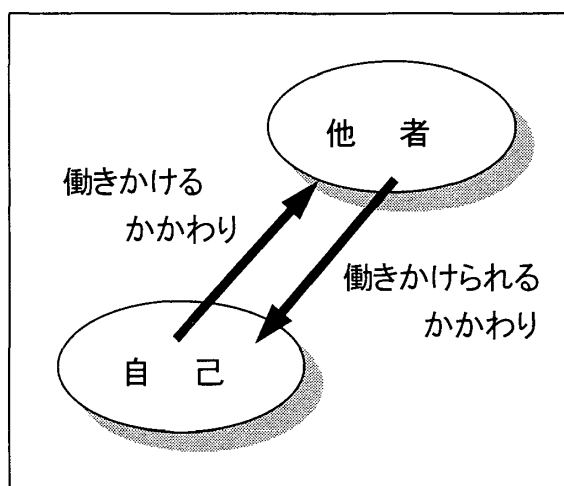 他 者
働きかける
かかわり
働きかけられる
かかわり
自 己